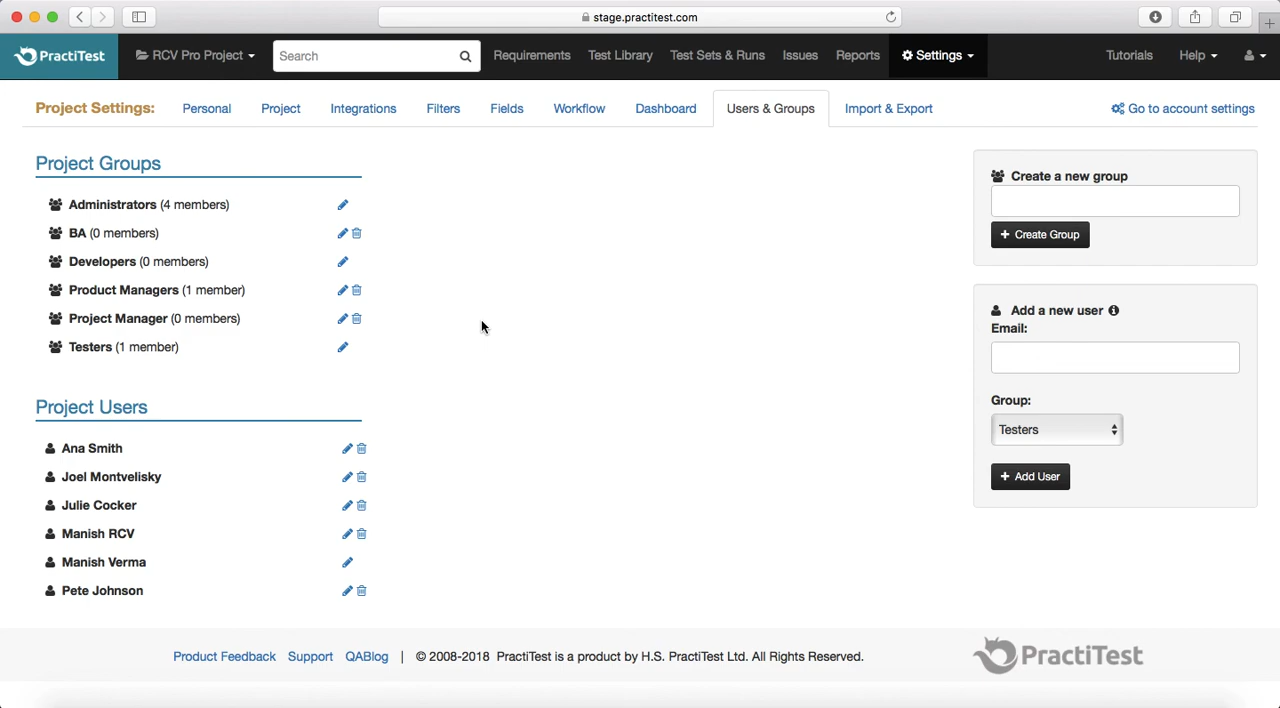 stage.practitest.com
PractiTest
RCV Pro Project
Search
Requirements
Test Library
Test Sets & Runs
Issues
Reports
Settings
Tutorials
Help
Project Settings:
Personal
Project
Integrations
Filters
Fields
Workflow
Dashboard
Users & Groups
Import & Export
Go to account settings
Project Groups
Administrators (4 members)
BA (0 members)
Developers (0 members)
Product Managers (1 member)
Project Manager (0 members)
Testers (1 member)
Project Users
Ana Smith
Joel Montvelisky
Julie Cocker
Manish RCV
Manish Verma
Pete Johnson
Create a new group
+ Create Group
Add a new user
Email:
Group:
Testers
+ Add User
Product Feedback Support QABlog | © 2008-2018 PractiTest is a product by H.S. PractiTest Ltd. All Rights Reserved.
PractiTest